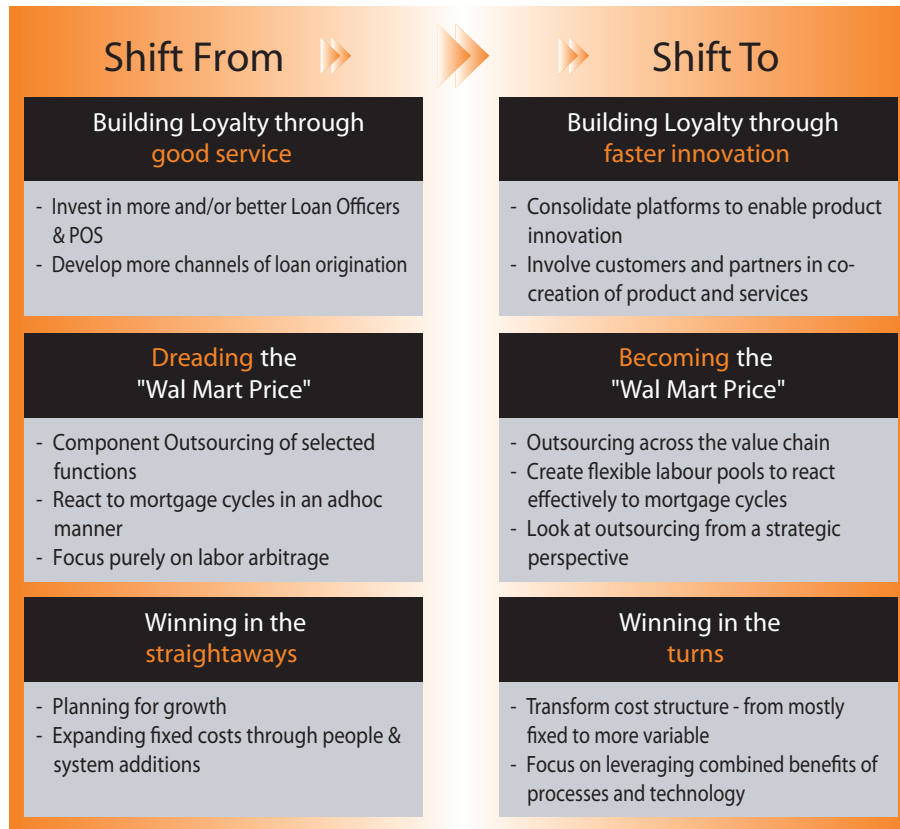 Shift From
Building Loyalty through
good service
- Invest in more and/or better Loan Officers
& POS
- Develop more channels of loan origination
Dreading the
"Wal Mart Price"
- Component Outsourcing of selected
functions
- React to mortgage cycles in an adhoc
manner
- Focus purely on labor arbitrage
Winning in the
straightaways
- Planning for growth
- Expanding fixed costs through people &
system additions
Shift To
Building Loyalty through
faster innovation
- Consolidate platforms to enable product
innovation
- Involve customers and partners in co-
creation of product and services
Becoming the
"Wal Mart Price"
- Outsourcing across the value chain
- Create flexible labour pools to react
effectively to mortgage cycles
- Look at outsourcing from a strategic
perspective
Winning in the
turns
- Transform cost structure - from mostly
fixed to more variable
- Focus on leveraging combined benefits of
processes and technology